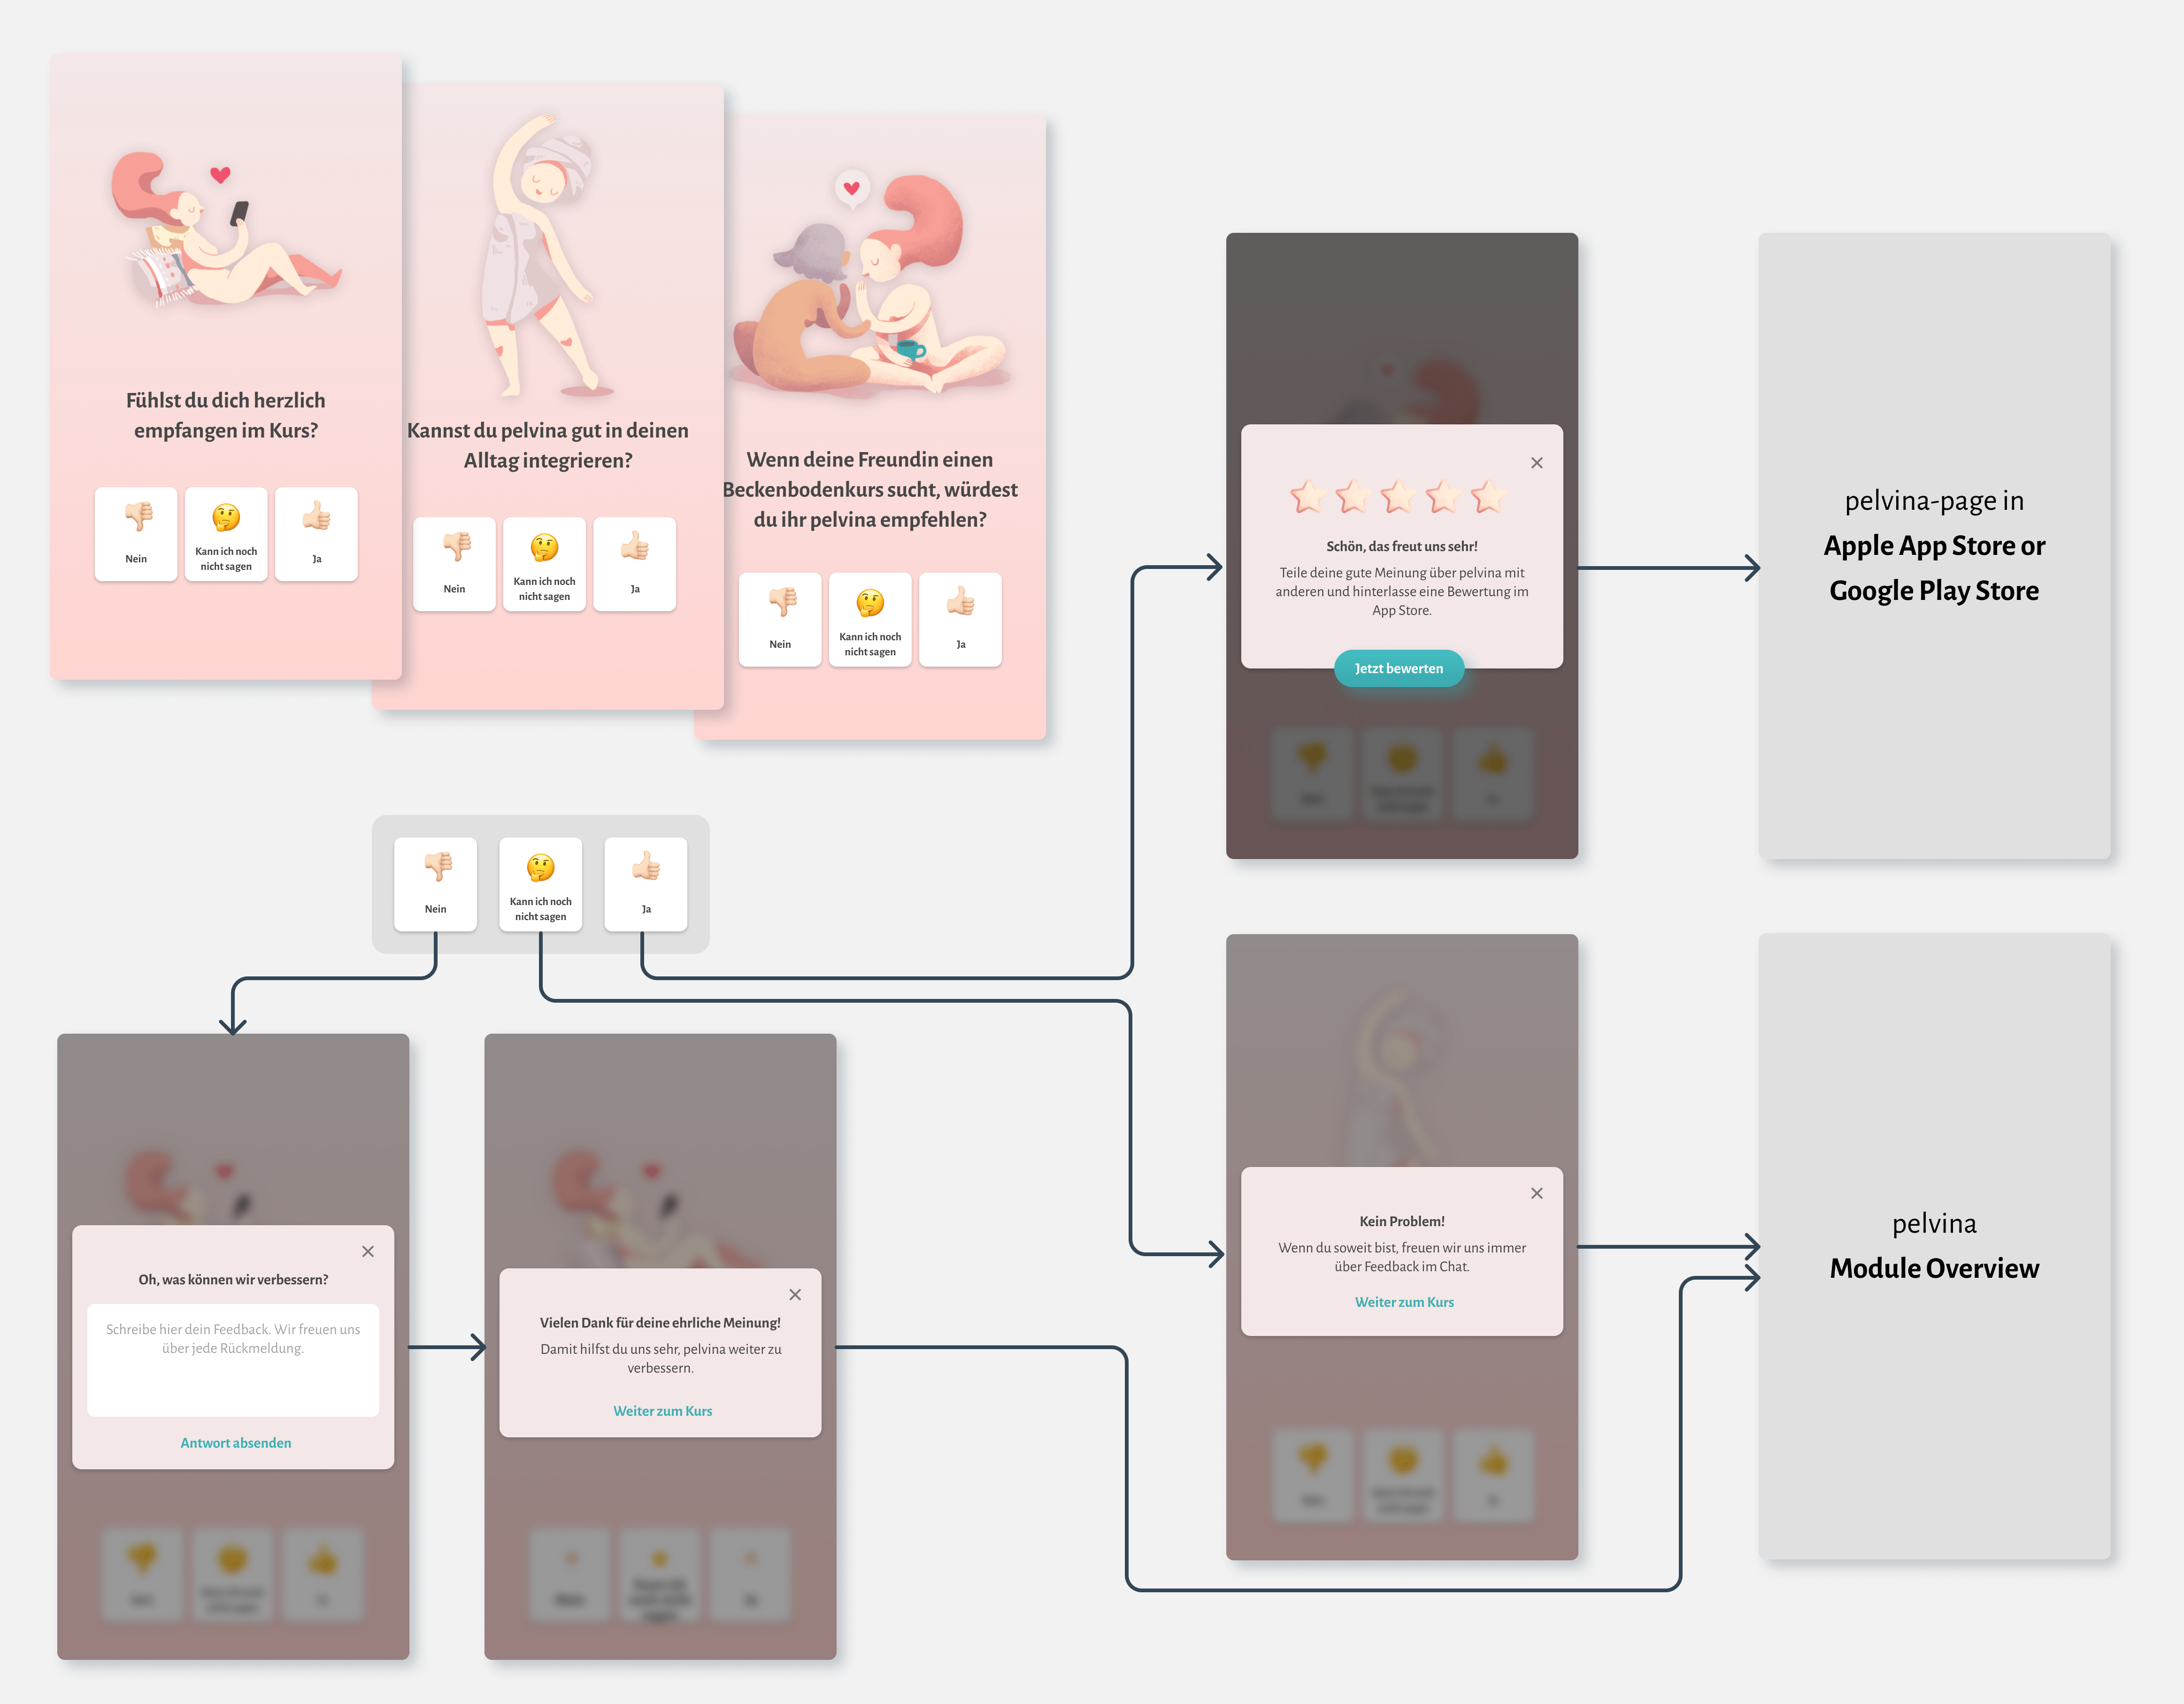 Fühlst du dich herzlich
empfangen im Kurs?
Nein
Kann ich noch
nicht sagen
Ja
Kannst du pelvina gut in deinen
Alltag integrieren?
Nein
Kann ich noch
nicht sagen
Ja
Wenn deine Freundin einen
Beckenbodenkurs sucht, würdest
du ihr pelvina empfehlen?
Nein
Kann ich noch
nicht sagen
Ja
Schön, das freut uns sehr!
Teile deine gute Meinung über pelvina mit
anderen und hinterlasse eine Bewertung im
App Store.
Jetzt bewerten
pelvina-page in
Apple App Store or
Google Play Store
Nein
Kann ich noch
nicht sagen
Ja
Oh, was können wir verbessern?
Schreibe hier dein Feedback. Wir freuen uns
über jede Rückmeldung.
Antwort absenden
Vielen Dank für deine ehrliche Meinung!
Damit hilfst du uns sehr, pelvina weiter zu
verbessern.
Weiter zum Kurs
Kein Problem!
Wenn du soweit bist, freuen wir uns immer
über Feedback im Chat.
Weiter zum Kurs
pelvina
Module Overview